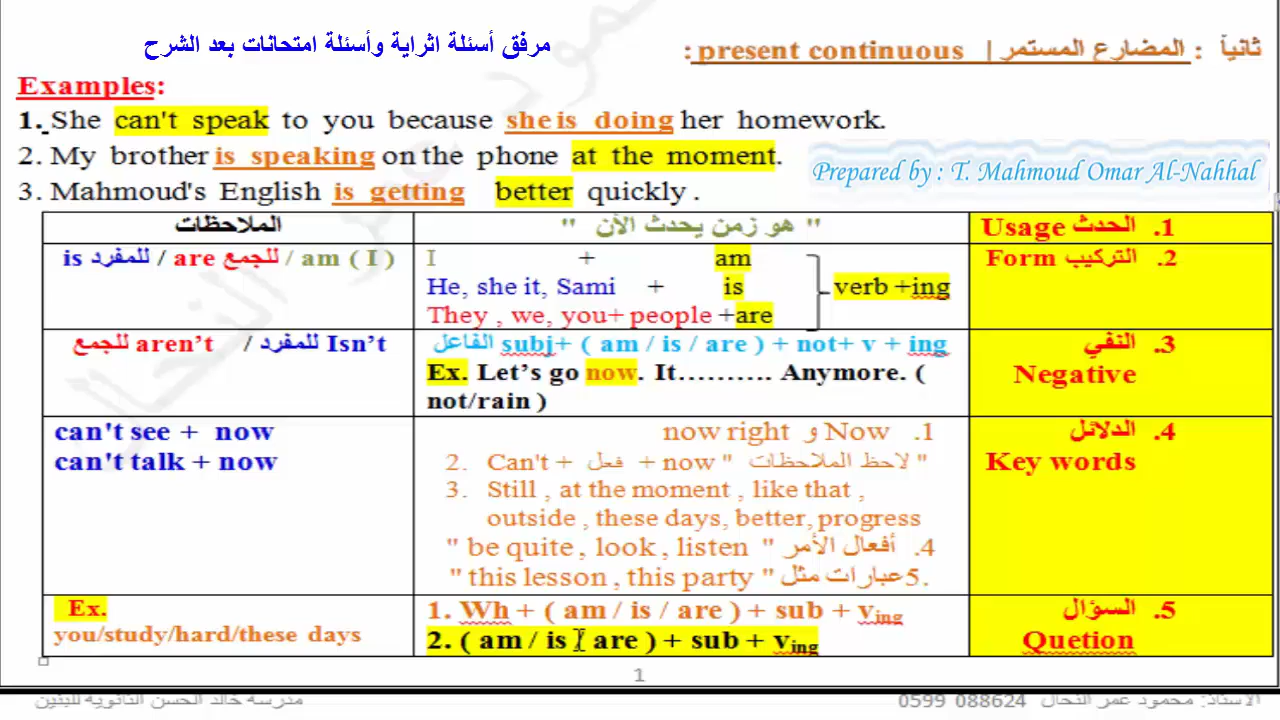 مرفق أسئلة اثراية وأسئلة امتحانات بعد الشرح
ثانياً : المضارع المستمر | present continuous :
Examples:
1. She can't speak to you because she is doing her homework.
2. My brother is speaking on the phone at the moment.
Prepared by : T. Mahmoud Omar Al-Nahhal
3. Mahmoud's English is getting better quickly .
1. الحدث Usage
" هو زمن يحدث الأن "
الملاحظات
2. التركيب Form
I + am
He, she it, Sami + is
They , we, you+ people +are
verb +ing
is للمفرد / are للجمع / am ( I )
3. النفي
Negative
الفاعل subj+ ( am / is / are ) + not+ v + ing
Ex. Let's go now. It.......... Anymore. (
not/rain )
Isn't للمفرد / aren't للجمع
4. الدلائل
Key words
1. Now و now right
2. Can't + فعل + now " لاحظ الملاحظات "
3. Still , at the moment , like that ,
outside , these days, better, progress
4. أفعال الأمر " be quite , look , listen "
5. عبارات مثل " this lesson , this party "
can't see + now
can't talk + now
5. السؤال
Quetion
1. Wh + ( am / is / are ) + sub + ving
2. ( am / is / are ) + sub + ving
Ex.
you/study/hard/these days
1
الاستاذ: محمود عمر النحال 0599 088624
مدرسة خالد الحسن الثانوية للبنين